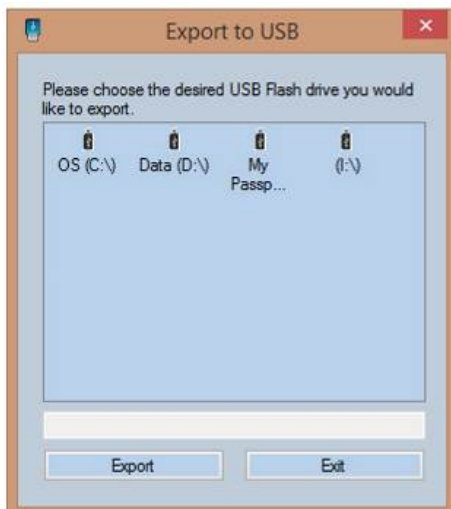 Export to USB
Please choose the desired USB Flash drive you would
like to export.
OS (C:\) Data (D:\) My Passp... (I:\)
Export Exit